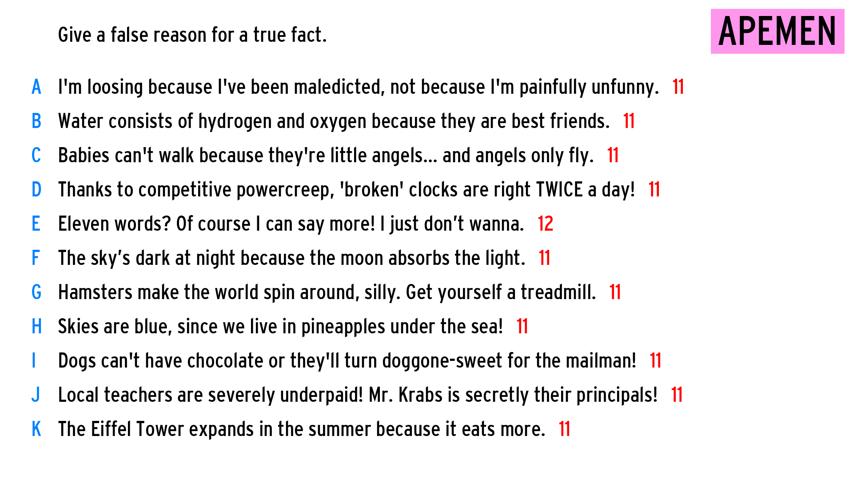 Give a false reason for a true fact.
APEMEN
A I'm loosing because I've been maledicted, not because I'm painfully unfunny. 11
B Water consists of hydrogen and oxygen because they are best friends. 11
C Babies can't walk because they're little angels... and angels only fly. 11
D Thanks to competitive powercreep, 'broken' clocks are right TWICE a day! 11
E Eleven words? Of course I can say more! I just don’t wanna. 12
F The sky’s dark at night because the moon absorbs the light. 11
G Hamsters make the world spin around, silly. Get yourself a treadmill. 11
H Skies are blue, since we live in pineapples under the sea! 11
I Dogs can't have chocolate or they'll turn doggone-sweet for the mailman! 11
J Local teachers are severely underpaid! Mr. Krabs is secretly their principals! 11
K The Eiffel Tower expands in the summer because it eats more. 11